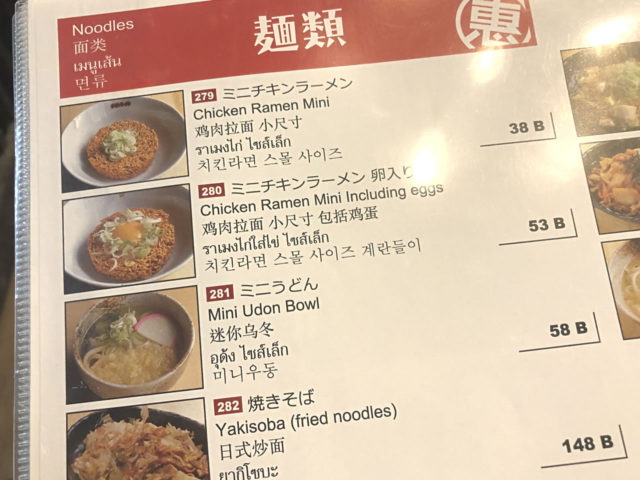 Noodles
面类
เมนูเส้น
면류
麺類
惠
279 ミニチキンラーメン
Chicken Ramen Mini
鸡肉拉面 小尺寸
ราเมงไก่ ไซส์เล็ก
치킨라면 스몰 사이즈
38 B
280 ミニチキンラーメン 卵入り
Chicken Ramen Mini Including eggs
鸡肉拉面 小尺寸 包括鸡蛋
ราเมงไก่ใส่ไข่ ไซส์เล็ก
치킨라면 스몰 사이즈 계란들이
53 B
281 ミニうどん
Mini Udon Bowl
迷你乌冬
อุด้ง ไซส์เล็ก
미니우동
58 B
282 焼きそば
Yakisoba (fried noodles)
日式炒面
ยากิโซบะ
148 B